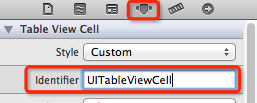 Table View Cell
Style Custom
Identifier UITableViewCell